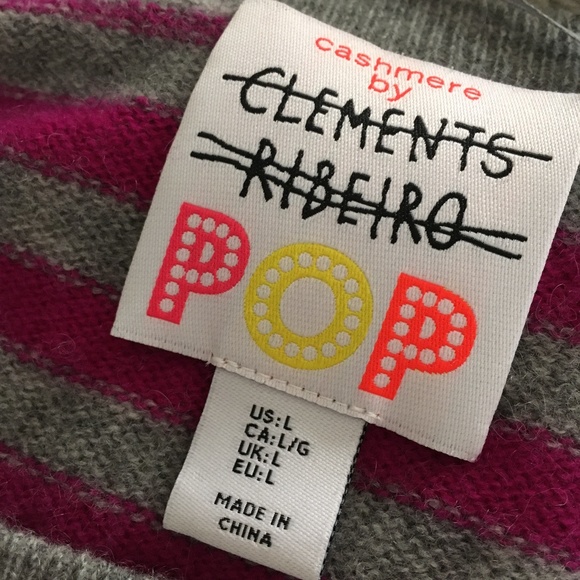 cashmere
by
CLEMENTS
RIBEIRO
POP
US:L
CA:L/G
UK:L
EU:L
MADE IN
CHINA